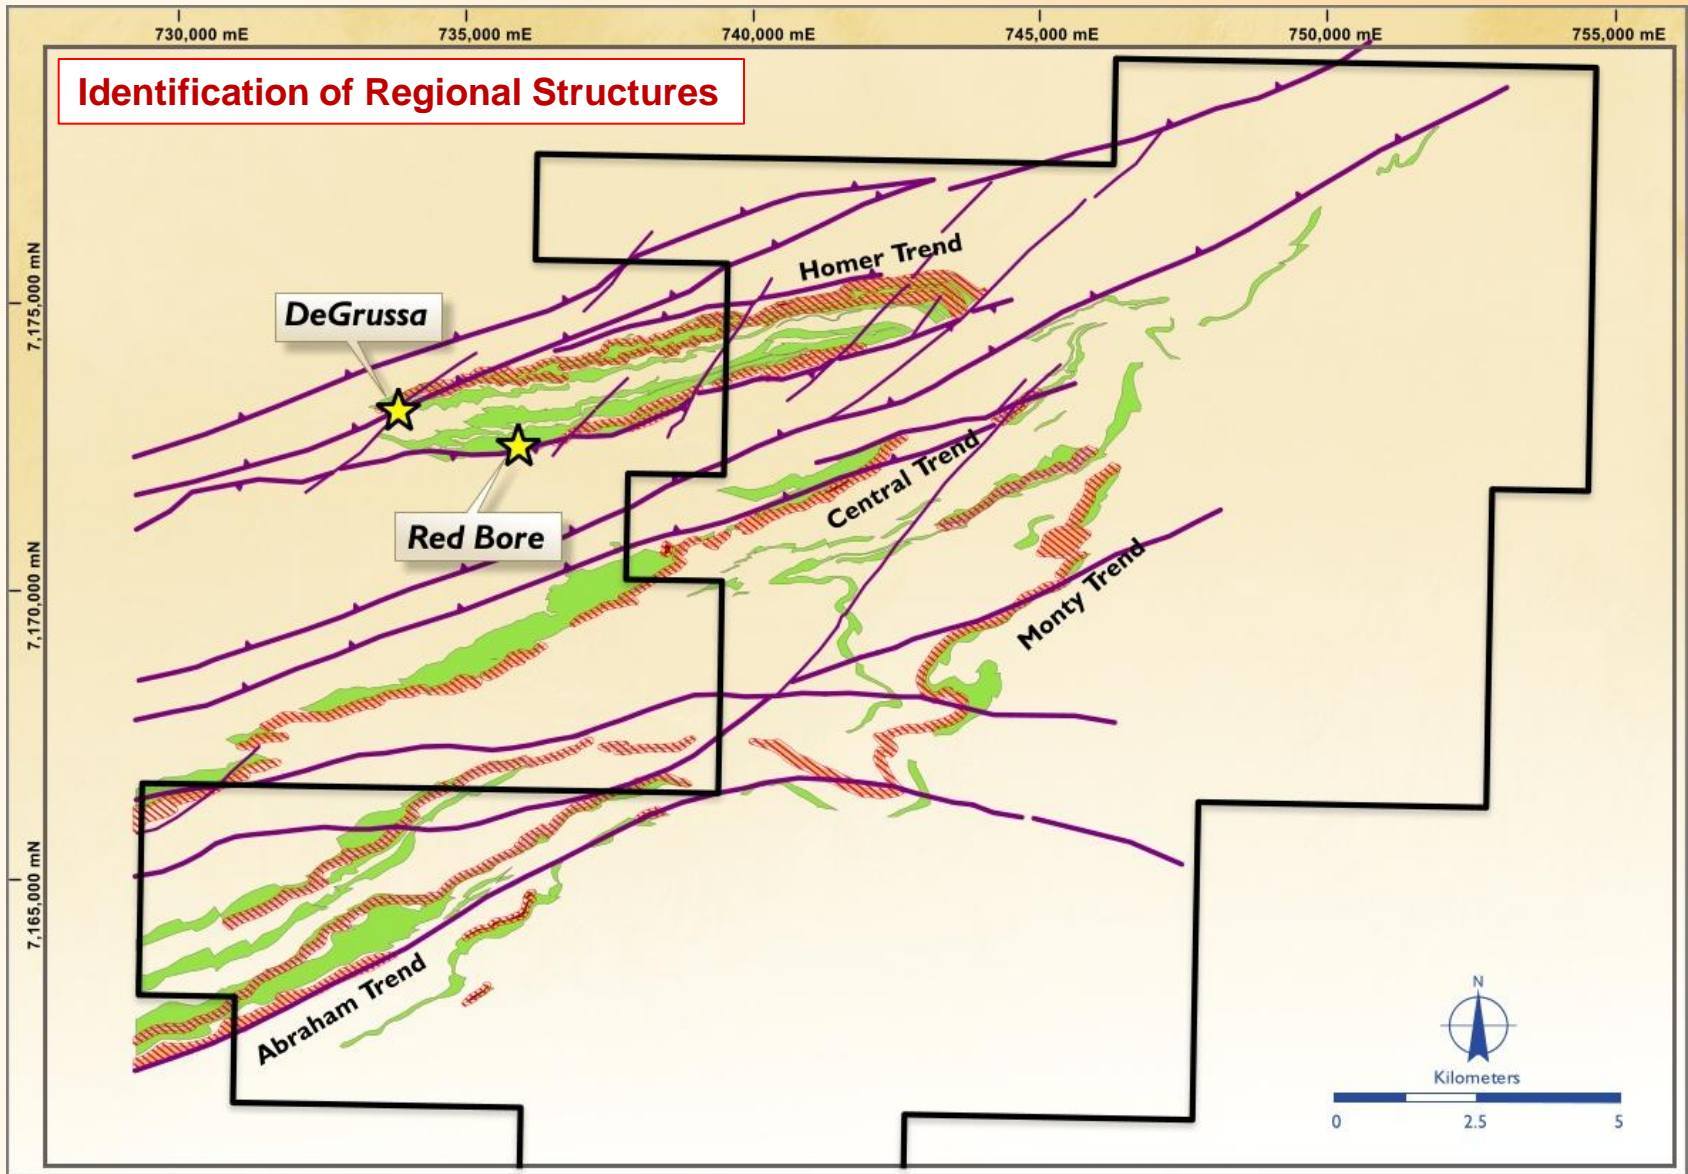 730,000 mE
735,000 mE
740,000 mE
745,000 mE
750,000 mE
755,000 mE
Identification of Regional Structures
7,175,000 mN
7,170,000 mN
7,165,000 mN
Homer Trend
DeGrussa
Red Bore
Central Trend
Monty Trend
Abraham Trend
N
Kilometers
0 2.5 5